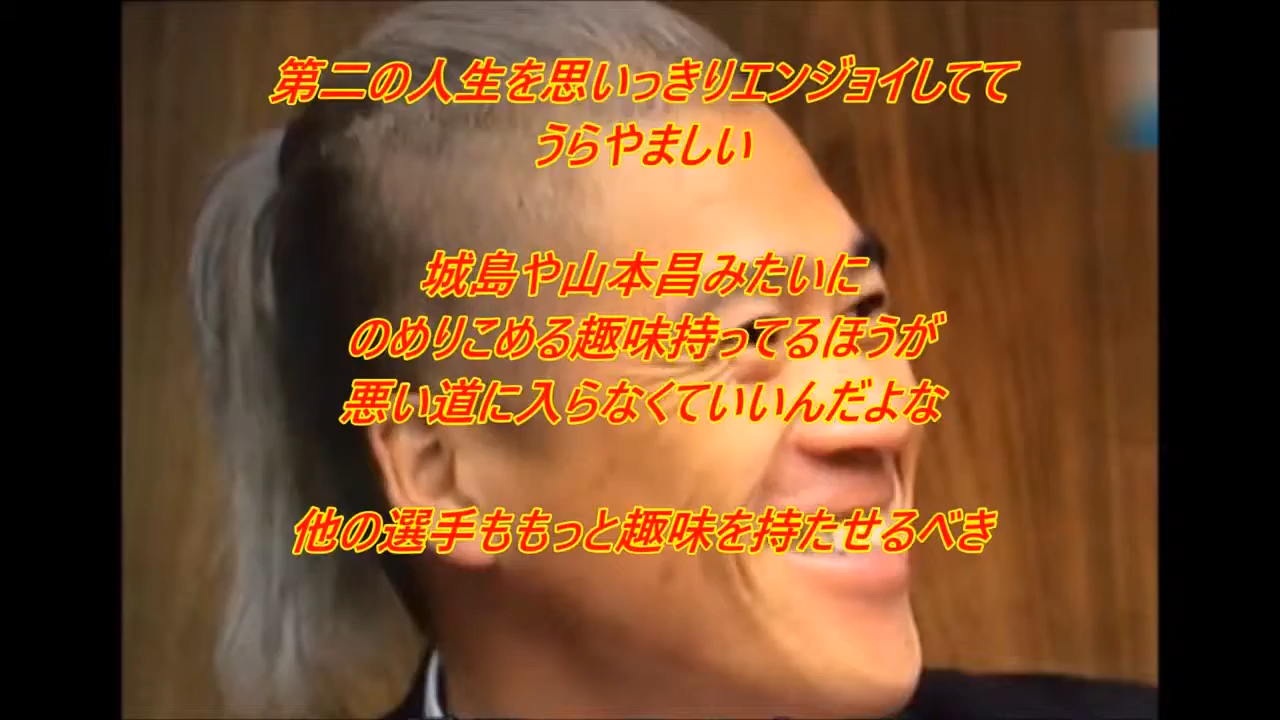 第二の人生を思いっきりエンジョイしてて
うらやましい
城島や山本昌みたいに
のめりこめる趣味持ってるほうが
悪い道に入らなくていいんだよな
他の選手ももっと趣味を持たせるべき